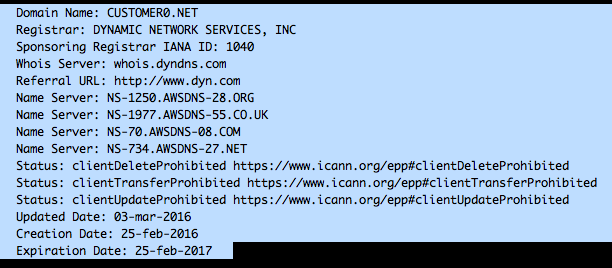 Domain Name: CUSTOMER0.NET
Registrar: DYNAMIC NETWORK SERVICES, INC
Sponsoring Registrar IANA ID: 1040
Whois Server: whois.dyndns.com
Referral URL: http://www.dyn.com
Name Server: NS-1250.AWSDNS-28.ORG
Name Server: NS-1977.AWSDNS-55.CO.UK
Name Server: NS-70.AWSDNS-08.COM
Name Server: NS-734.AWSDNS-27.NET
Status: clientDeleteProhibited https://www.icann.org/epp#clientDeleteProhibited
Status: clientTransferProhibited https://www.icann.org/epp#clientTransferProhibited
Status: clientUpdateProhibited https://www.icann.org/epp#clientUpdateProhibited
Updated Date: 03-mar-2016
Creation Date: 25-feb-2016
Expiration Date: 25-feb-2017